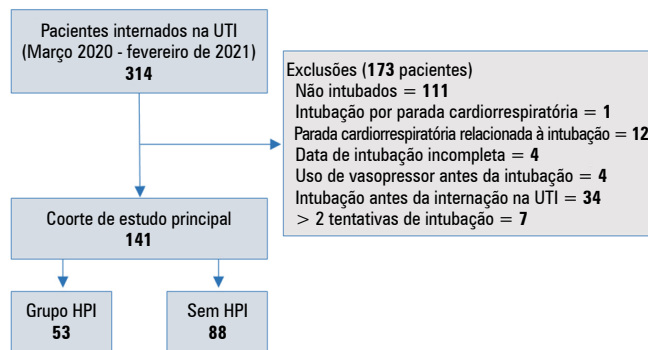 Pacientes internados na UTI
(Março 2020 - fevereiro de 2021)
314
Exclusões (173 pacientes)
Não intubados = 111
Intubação por parada cardiorrespiratória = 1
Parada cardiorrespiratória relacionada à intubação = 12
Data de intubação incompleta = 4
Uso de vasopressor antes da intubação = 4
Intubação antes da internação na UTI = 34
> 2 tentativas de intubação = 7
Coorte de estudo principal
141
Grupo HPI
53
Sem HPI
88